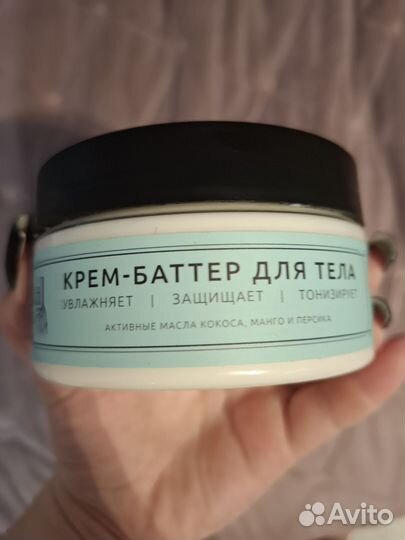 КРЕМ-БАТТЕР ДЛЯ ТЕЛА
УВЛАЖНЯЕТ | ЗАЩИЩАЕТ | ТОНИЗИРУЕТ
АКТИВНЫЕ МАСЛА КОКОСА, МАНГО И ПЕРСИКА
Avito